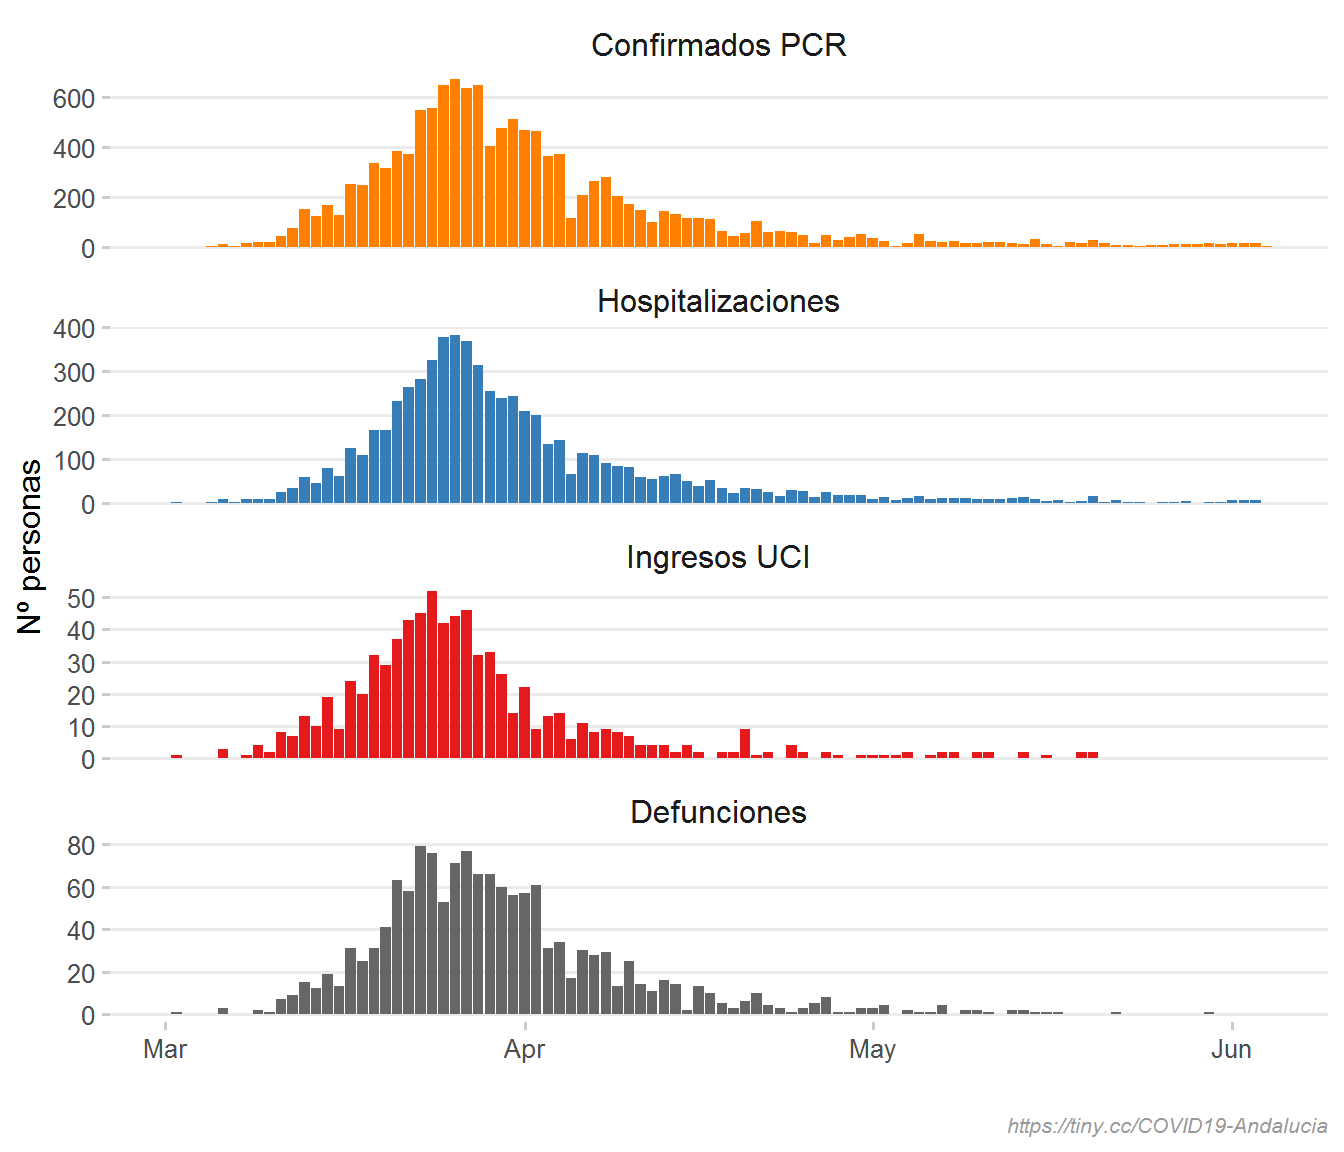 Confirmados PCR
600
400
200
0
Hospitalizaciones
400
300
200
100
0
Nº personas
Ingresos UCI
50
40
30
20
10
0
Defunciones
80
60
40
20
0
Mar Apr May Jun
https://tiny.cc/COVID19-Andalucia